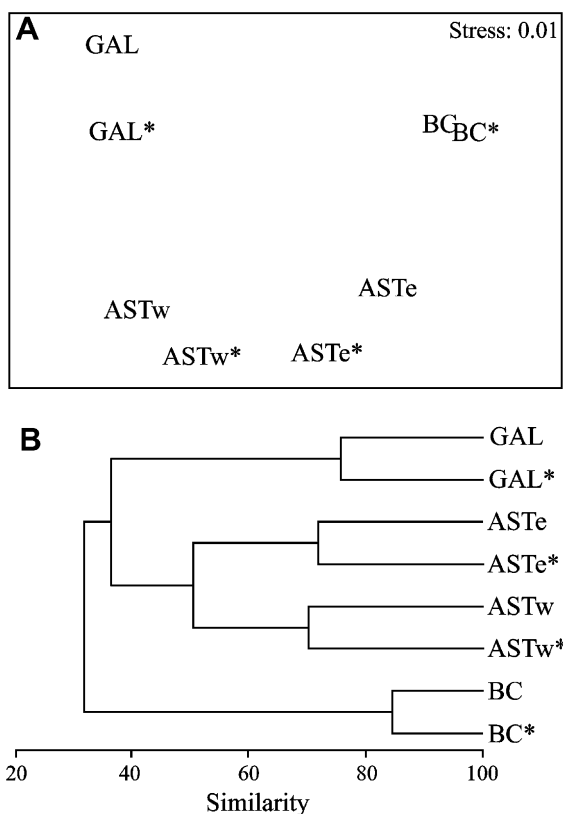 A
Stress: 0.01
GAL
GAL*
BC
BC*
ASTe
ASTw
ASTw*
ASTe*
B
GAL
GAL*
ASTe
ASTe*
ASTw
ASTw*
BC
BC*
20 40 60 80 100
Similarity